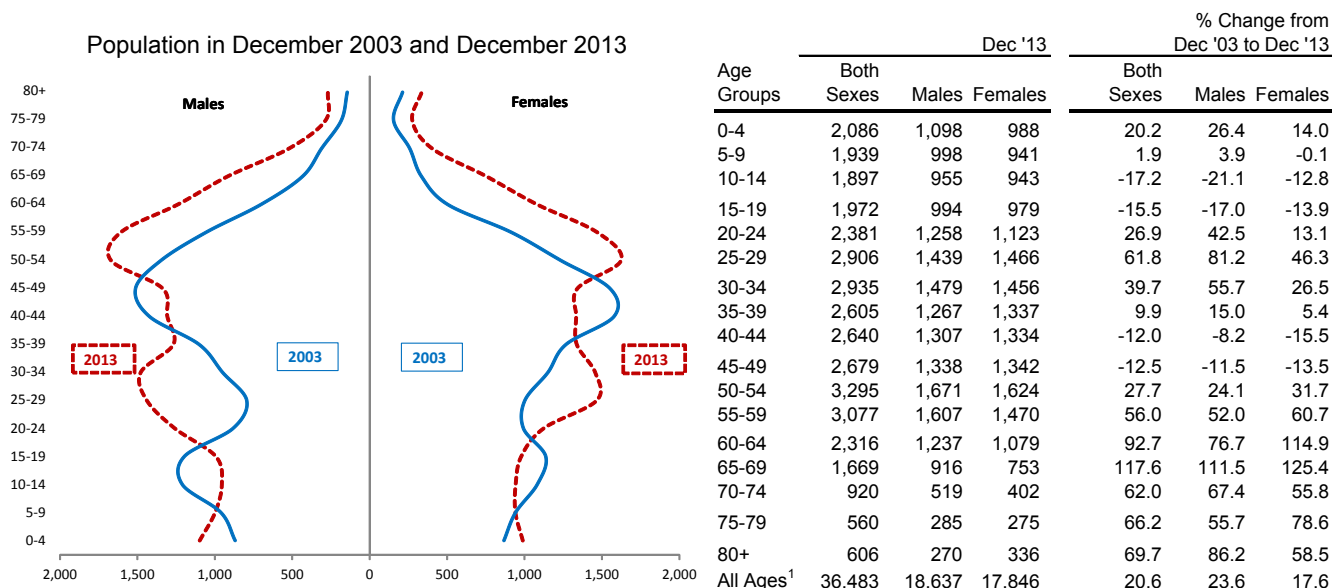 Population in December 2003 and December 2013
Males
Females
80+
75-79
70-74
65-69
60-64
55-59
50-54
45-49
40-44
35-39
30-34
25-29
20-24
15-19
10-14
5-9
0-4
2013
2003
2003
2013
2,000 1,500 1,000 500 0 500 1,000 1,500 2,000
% Change from
Dec '13 Dec '03 to Dec '13
Age Both Both
Groups Sexes Males Females Sexes Males Females
0-4 2,086 1,098 988 20.2 26.4 14.0
5-9 1,939 998 941 1.9 3.9 -0.1
10-14 1,897 955 943 -17.2 -21.1 -12.8
15-19 1,972 994 979 -15.5 -17.0 -13.9
20-24 2,381 1,258 1,123 26.9 42.5 13.1
25-29 2,906 1,439 1,466 61.8 81.2 46.3
30-34 2,935 1,479 1,456 39.7 55.7 26.5
35-39 2,605 1,267 1,337 9.9 15.0 5.4
40-44 2,640 1,307 1,334 -12.0 -8.2 -15.5
45-49 2,679 1,338 1,342 -12.5 -11.5 -13.5
50-54 3,295 1,671 1,624 27.7 24.1 31.7
55-59 3,077 1,607 1,470 56.0 52.0 60.7
60-64 2,316 1,237 1,079 92.7 76.7 114.9
65-69 1,669 916 753 117.6 111.5 125.4
70-74 920 519 402 62.0 67.4 55.8
75-79 560 285 275 66.2 55.7 78.6
80+ 606 270 336 69.7 86.2 58.5
All Ages¹ 36,483 18,637 17,846 20.6 23.6 17.6